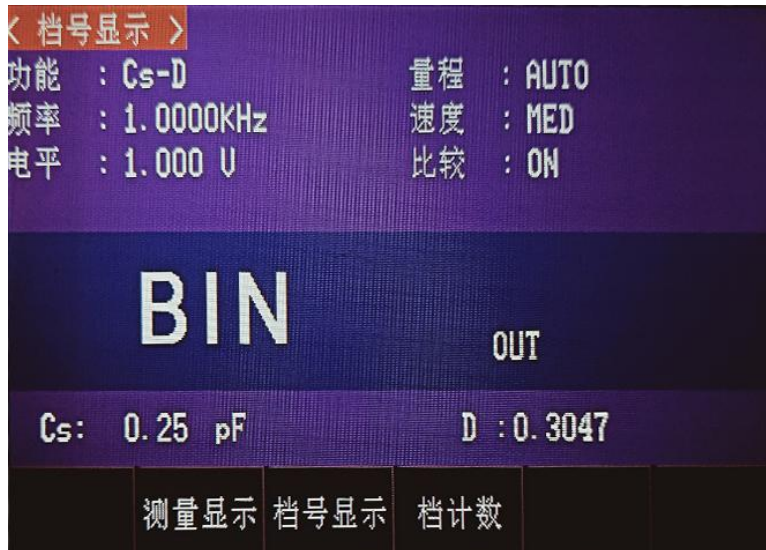 < 档号显示 >
功能 : Cs-D 量程 : AUTO
频率 : 1.0000KHz 速度 : MED
电平 : 1.000 V 比较 : ON
BIN OUT
Cs: 0.25 pF D :0.3047
测量显示 档号显示 档计数